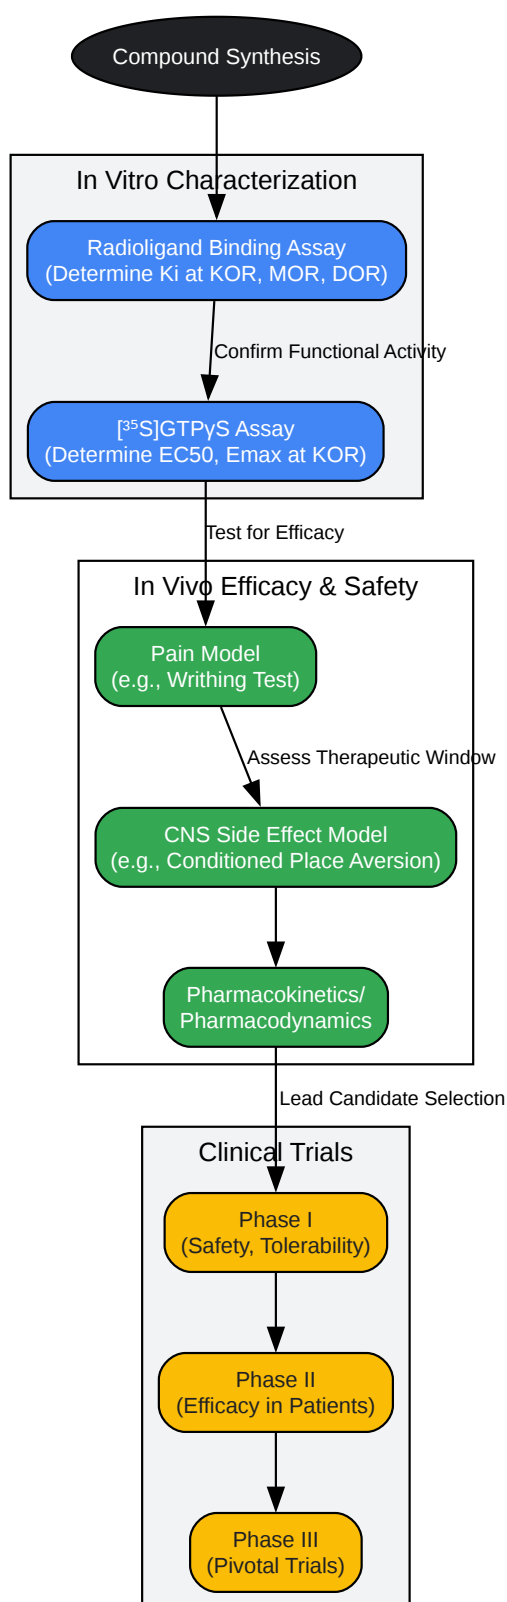 Compound Synthesis
In Vitro Characterization
Radioligand Binding Assay
(Determine Ki at KOR, MOR, DOR)
Confirm Functional Activity
[³⁵S]GTPγS Assay
(Determine EC50, Emax at KOR)
Test for Efficacy
In Vivo Efficacy & Safety
Pain Model
(e.g., Writhing Test)
Assess Therapeutic Window
CNS Side Effect Model
(e.g., Conditioned Place Aversion)
Pharmacokinetics/
Pharmacodynamics
Lead Candidate Selection
Clinical Trials
Phase I
(Safety, Tolerability)
Phase II
(Efficacy in Patients)
Phase III
(Pivotal Trials)